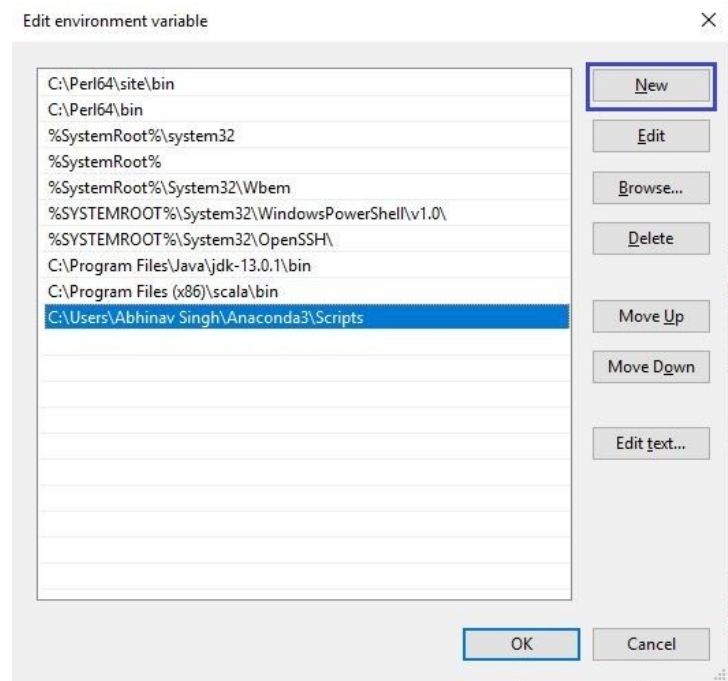 Edit environment variable
C:\Perl64\site\bin
C:\Perl64\bin
%SystemRoot%\system32
%SystemRoot%
%SystemRoot%\System32\Wbem
%SYSTEMROOT%\System32\WindowsPowerShell\v1.0\
%SYSTEMROOT%\System32\OpenSSH\
C:\Program Files\Java\jdk-13.0.1\bin
C:\Program Files (x86)\scala\bin
C:\Users\Abhinav Singh\Anaconda3\Scripts
New
Edit
Browse...
Delete
Move Up
Move Down
Edit text...
OK
Cancel